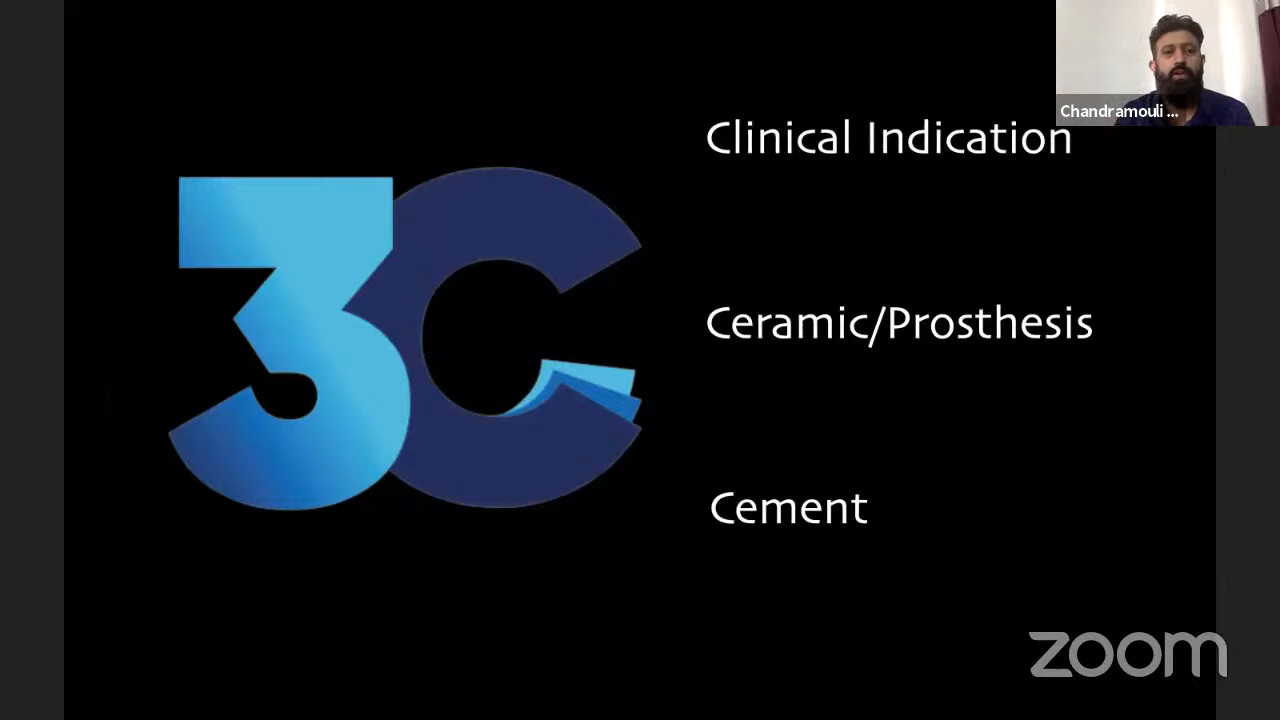 Chandramouli ...
Clinical Indication
3C
Ceramic/Prosthesis
Cement
zoom